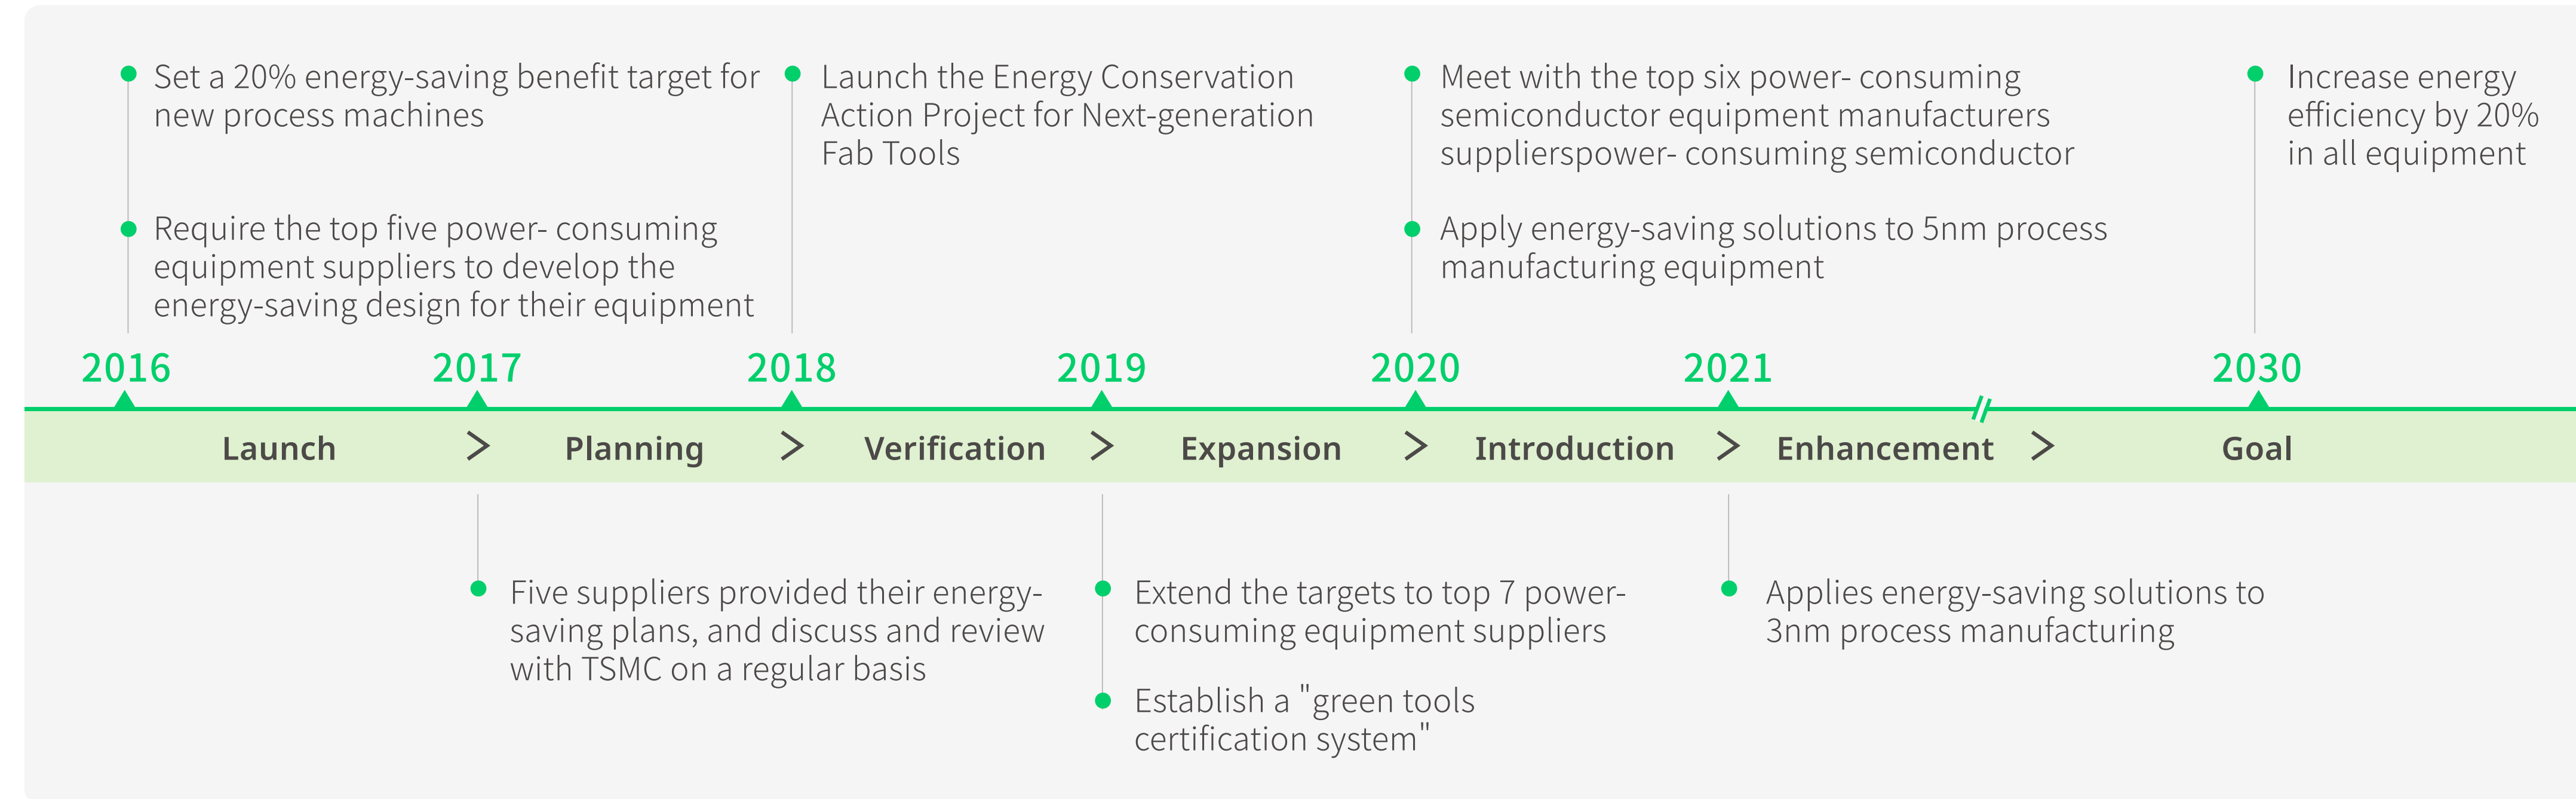 Set a 20% energy-saving benefit target for
new process machines
Require the top five power- consuming
equipment suppliers to develop the
energy-saving design for their equipment
Launch the Energy Conservation
Action Project for Next-generation
Fab Tools
Meet with the top six power- consuming
semiconductor equipment manufacturers
supplierspower- consuming semiconductor
Apply energy-saving solutions to 5nm process
manufacturing equipment
Increase energy
efficiency by 20%
in all equipment
2016 2017 2018 2019 2020 2021 2030
Launch > Planning > Verification > Expansion > Introduction > Enhancement > Goal
Five suppliers provided their energy-
saving plans, and discuss and review
with TSMC on a regular basis
Extend the targets to top 7 power-
consuming equipment suppliers
Establish a "green tools
certification system"
Applies energy-saving solutions to
3nm process manufacturing